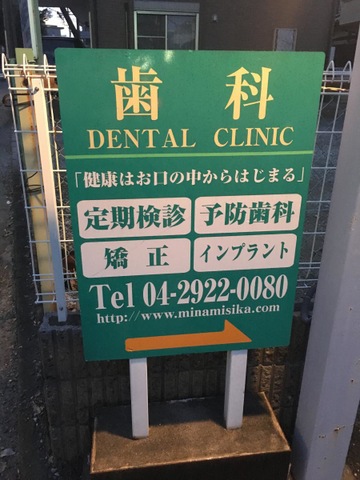 歯科
DENTAL CLINIC
「健康はお口の中からはじまる」
定期検診 予防歯科
矯正 インプラント
Tel 04-2922-0080
http://www.minamisika.com